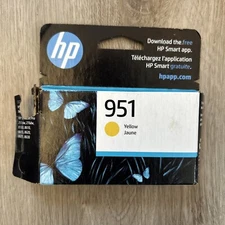 hp
Download the free
HP Smart app.
Téléchargez l'application
HP Smart gratuite.
hpapp.com
951
Yellow
Jaune